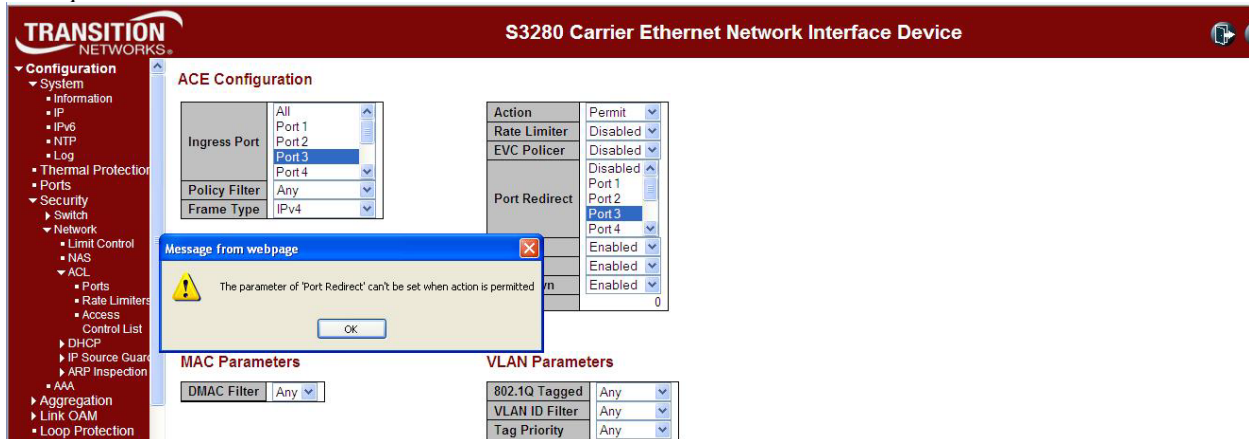 TRANSITION
NETWORKS®
S3280 Carrier Ethernet Network Interface Device
Configuration
System
Information
IP
IPv6
NTP
Log
Thermal Protection
Ports
Security
Switch
Network
Limit Control
NAS
ACL
Ports
Rate Limiters
Access
Control List
DHCP
IP Source Guard
ARP Inspection
AAA
Aggregation
Link OAM
Loop Protection
ACE Configuration
Ingress Port
All
Port 1
Port 2
Port 3
Port 4
Policy Filter Any
Frame Type IPv4
Action Permit
Rate Limiter Disabled
EVC Policer Disabled
Port Redirect
Disabled
Port 1
Port 2
Port 3
Port 4
Enabled
Enabled
Enabled
0
Message from webpage
The parameter of 'Port Redirect' can't be set when action is permitted
OK
MAC Parameters
DMAC Filter Any
VLAN Parameters
802.1Q Tagged Any
VLAN ID Filter Any
Tag Priority Any